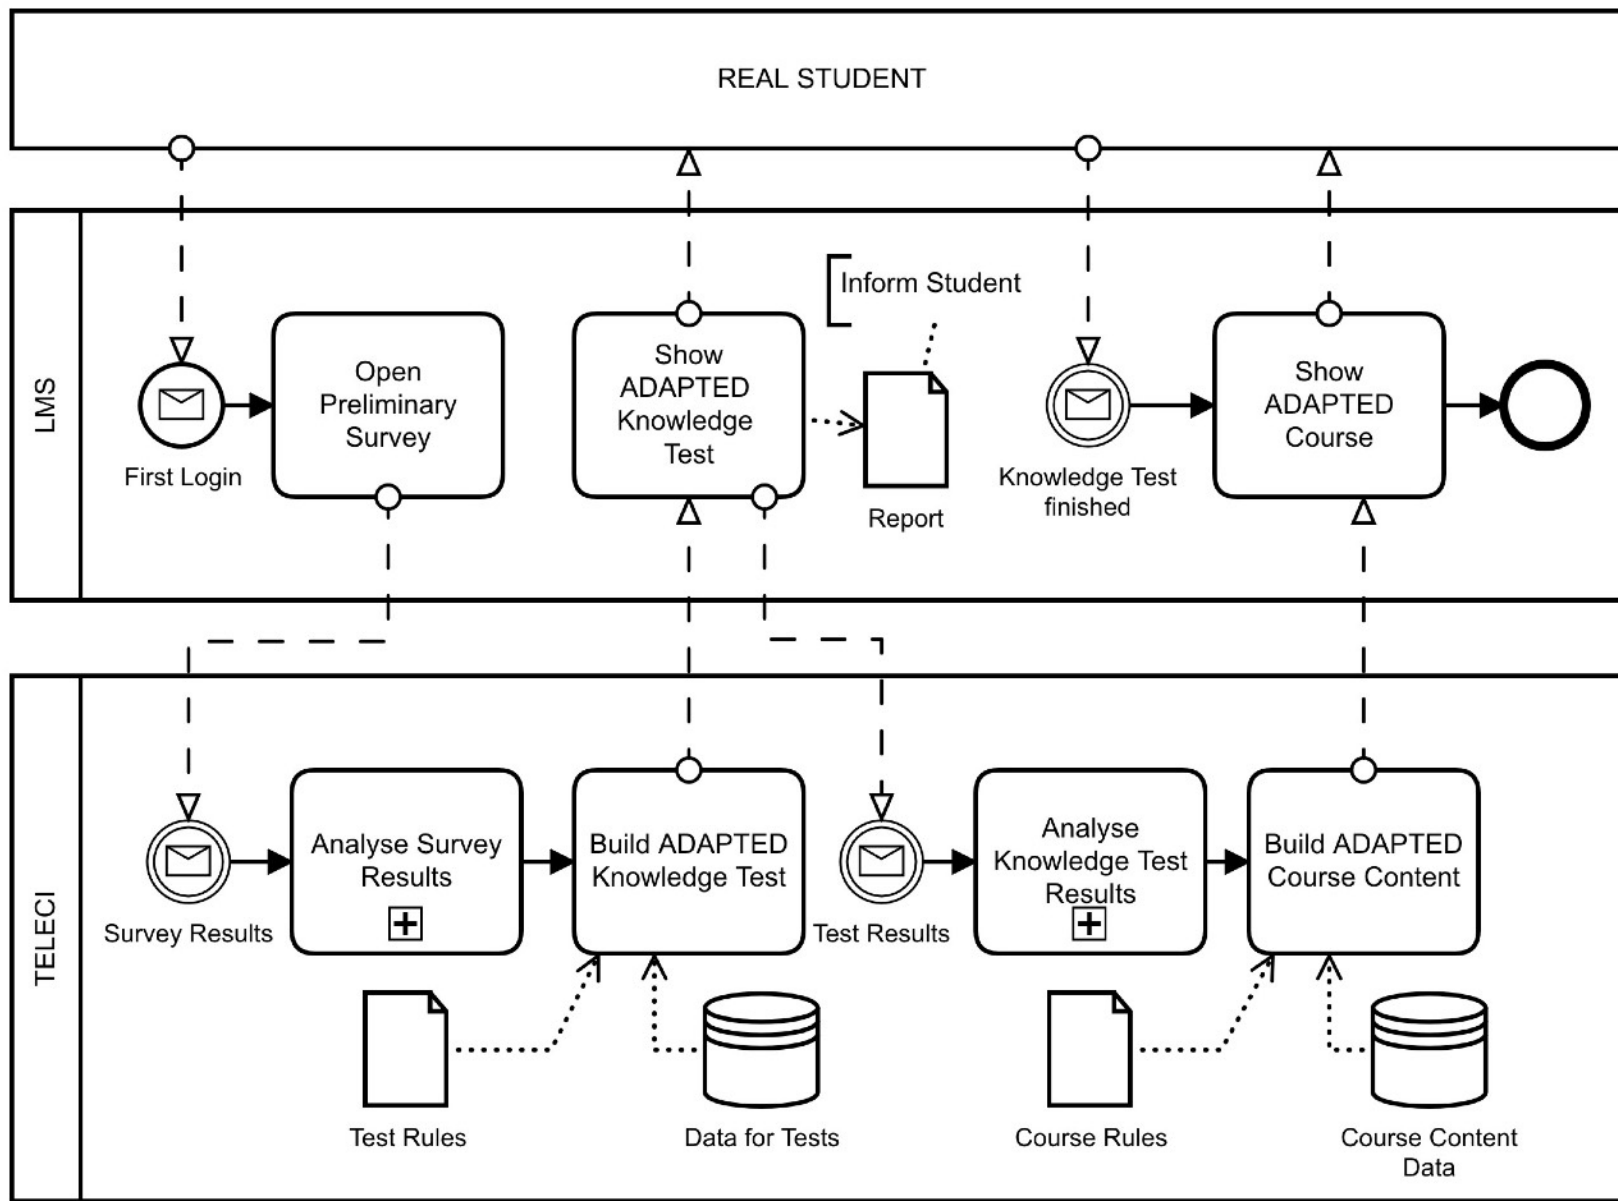 REAL STUDENT
LMS
First Login
Open
Preliminary
Survey
Show
ADAPTED
Knowledge
Test
Inform Student
Report
Knowledge Test
finished
Show
ADAPTED
Course
TELECI
Survey Results
Analyse Survey
Results
Build ADAPTED
Knowledge Test
Test Results
Analyse
Knowledge Test
Results
Build ADAPTED
Course Content
Test Rules
Data for Tests
Course Rules
Course Content
Data